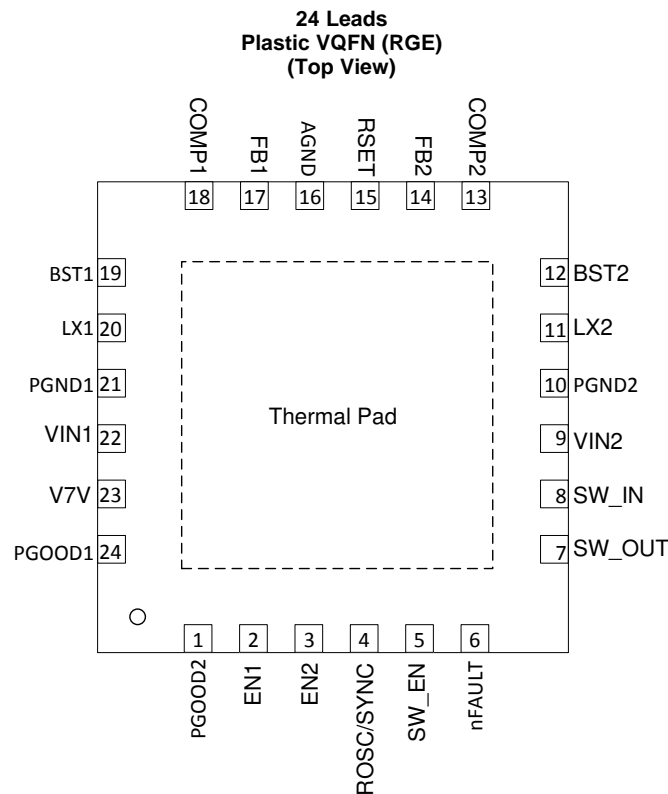 24 Leads
Plastic VQFN (RGE)
(Top View)
COMP1
FB1
AGND
RSET
FB2
COMP2
18
17
16
15
14
13
BST1 19
12 BST2
LX1 20
11 LX2
PGND1 21
10 PGND2
Thermal Pad
VIN1 22
9 VIN2
V7V 23
8 SW_IN
PGOOD1 24
7 SW_OUT
1
2
3
4
5
6
PGOOD2
EN1
EN2
ROSC/SYNC
SW_EN
nFAULT